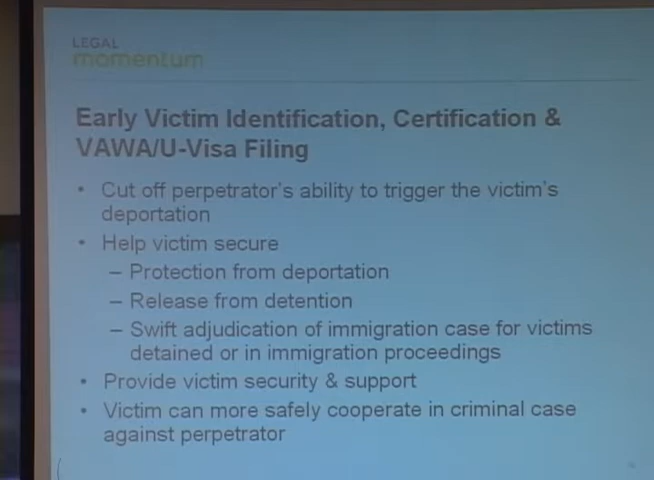 LEGAL
momentum
Early Victim Identification, Certification &
VAWA/U-Visa Filing
• Cut off perpetrator's ability to trigger the victim's
deportation
• Help victim secure
– Protection from deportation
– Release from detention
– Swift adjudication of immigration case for victims
detained or in immigration proceedings
• Provide victim security & support
• Victim can more safely cooperate in criminal case
against perpetrator